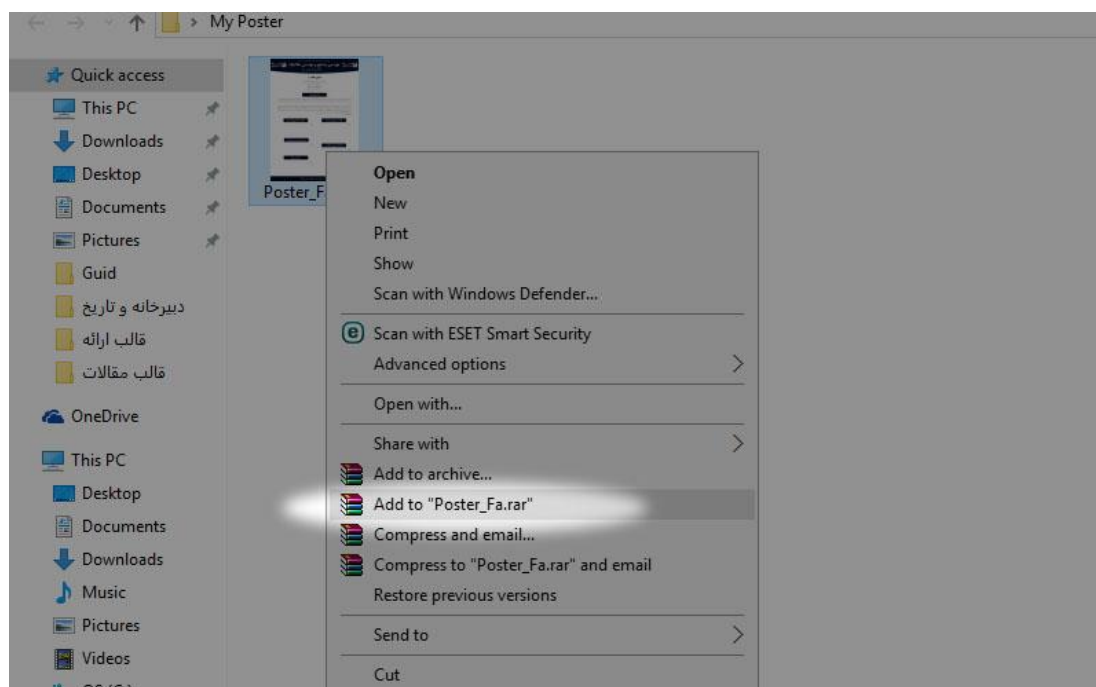 My Poster
Quick access
This PC
Downloads
Desktop
Documents
Pictures
Guid
دبیرخانه و تاریخ
قالب ارائه
قالب مقالات
OneDrive
This PC
Desktop
Documents
Downloads
Music
Pictures
Videos
Poster_F
Open
New
Print
Show
Scan with Windows Defender...
Scan with ESET Smart Security
Advanced options
Open with...
Share with
Add to archive...
Add to "Poster_Fa.rar"
Compress and email...
Compress to "Poster_Fa.rar" and email
Restore previous versions
Send to
Cut